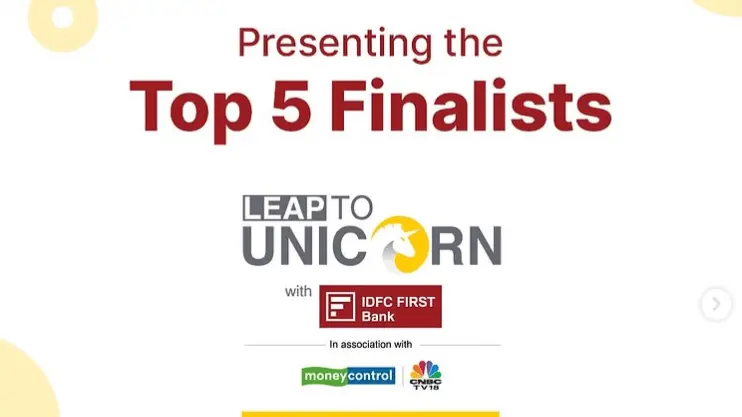 Presenting the
Top 5 Finalists
LEAP TO
UNICORN
with
IDFC FIRST
Bank
In association with
moneycontrol
CNBC
TV18